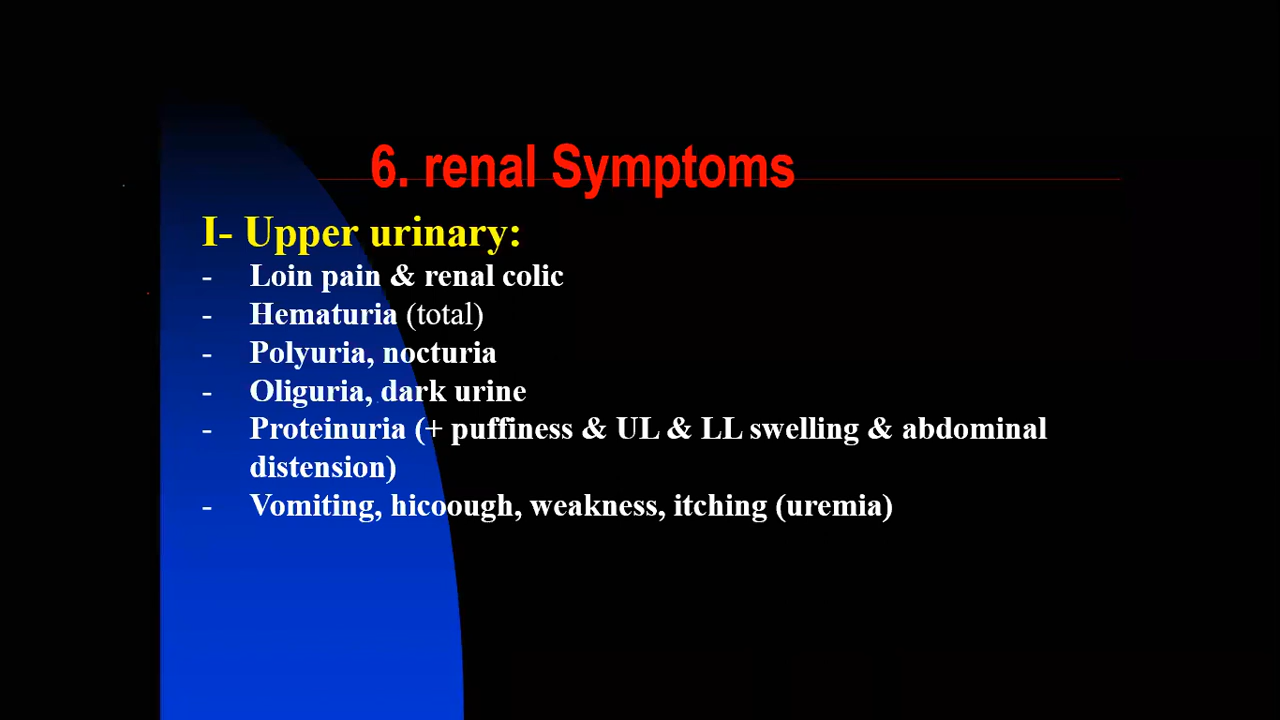 6. renal Symptoms
I- Upper urinary:
- Loin pain & renal colic
- Hematuria (total)
- Polyuria, nocturia
- Oliguria, dark urine
- Proteinuria (+ puffiness & UL & LL swelling & abdominal
distension)
- Vomiting, hicoough, weakness, itching (uremia)